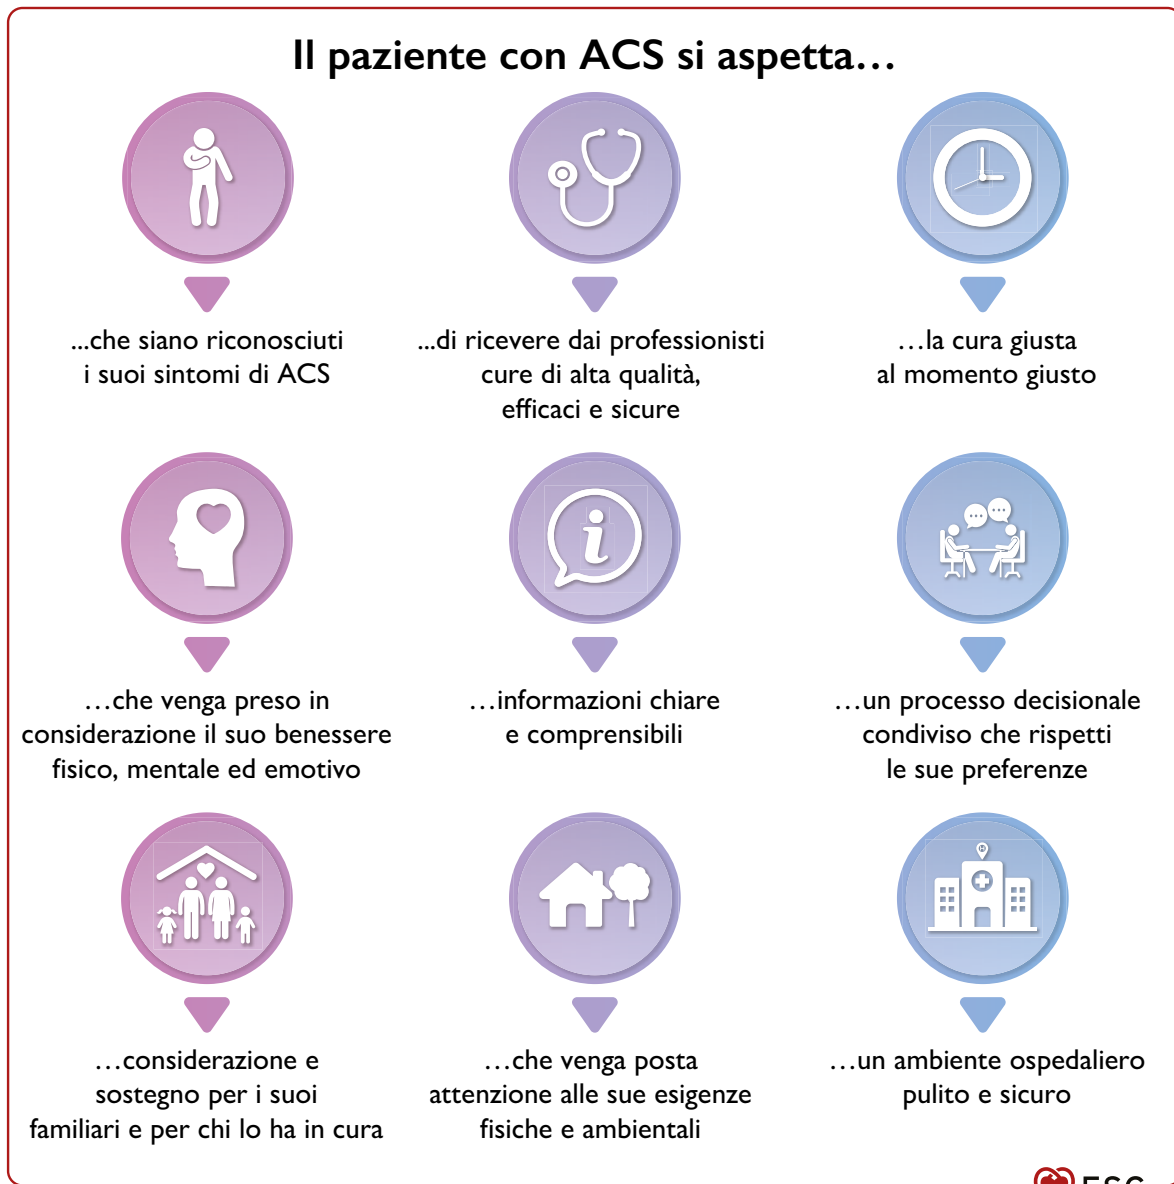 Il paziente con ACS si aspetta…
...che siano riconosciuti
i suoi sintomi di ACS
...di ricevere dai professionisti
cure di alta qualità,
efficaci e sicure
…la cura giusta
al momento giusto
…che venga preso in
considerazione il suo benessere
fisico, mentale ed emotivo
…informazioni chiare
e comprensibili
…un processo decisionale
condiviso che rispetti
le sue preferenze
…considerazione e
sostegno per i suoi
familiari e per chi lo ha in cura
…che venga posta
attenzione alle sue esigenze
fisiche e ambientali
…un ambiente ospedaliero
pulito e sicuro
ESC